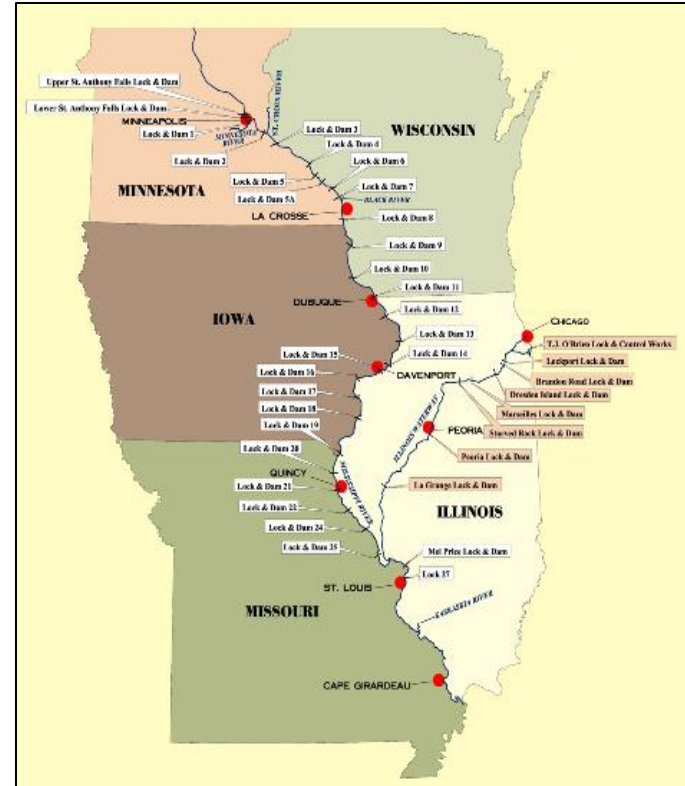 Upper St. Anthony Falls Lock & Dam
Lower St. Anthony Falls Lock & Dam
MINNEAPOLIS
Lock & Dam 1
MINNESOTA
RIVER
Lock & Dam 2
ST. CROIX RIVER
Lock & Dam 3
WISCONSIN
Lock & Dam 4
Lock & Dam 6
Lock & Dam 5
Lock & Dam 7
MINNESOTA
Lock & Dam 5A
BLACK RIVER
LA CROSSE
Lock & Dam 8
Lock & Dam 9
Lock & Dam 10
Lock & Dam 11
DUBUQUE
Lock & Dam 12
IOWA
CHICAGO
Lock & Dam 13
T.J. O'Brien Lock & Control Works
Lock & Dam 15
Lock & Dam 14
Lockport Lock & Dam
Lock & Dam 16
DAVENPORT
Brandon Road Lock & Dam
Lock & Dam 17
Dresden Island Lock & Dam
Lock & Dam 18
Marseilles Lock & Dam
Lock & Dam 19
ILLINOIS WATERWAY
PEORIA
Starved Rock Lock & Dam
Lock & Dam 20
Peoria Lock & Dam
QUINCY
MISSISSIPPI RIVER
Lock & Dam 21
La Grange Lock & Dam
Lock & Dam 22
ILLINOIS
Lock & Dam 24
Lock & Dam 25
Mel Price Lock & Dam
Lock 27
ST. LOUIS
MISSOURI
KASKASKIA RIVER
CAPE GIRARDEAU